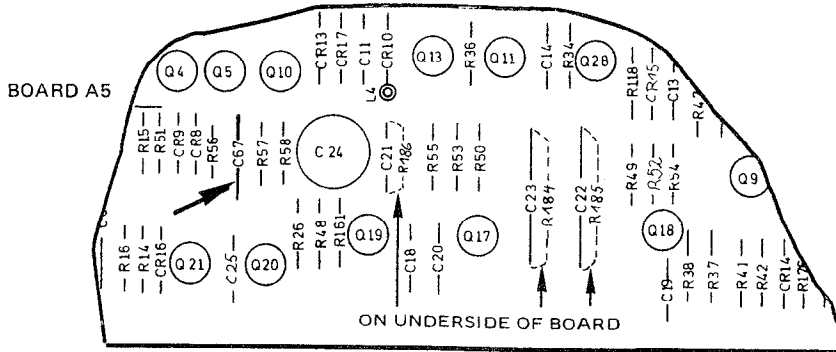 CR13 CR17 C11 CR10 R36 C14 R34
Q4 Q5 Q10 Q13 Q11 Q28 R118 CR15 C13
L4
BOARD A5
R15 R51 CR9 CR8 R56 C67 R57 R58 C24 C21 R186 R55 R53 R50 C23 R184 C22 R185 R49 R52 R54 Q9
R16 R14 CR16 Q21 C25 Q20 R26 R48 R161 Q19 C18 C20 Q17 Q18 C19 R38 R37 R41 R42 CR14 R176
ON UNDERSIDE OF BOARD